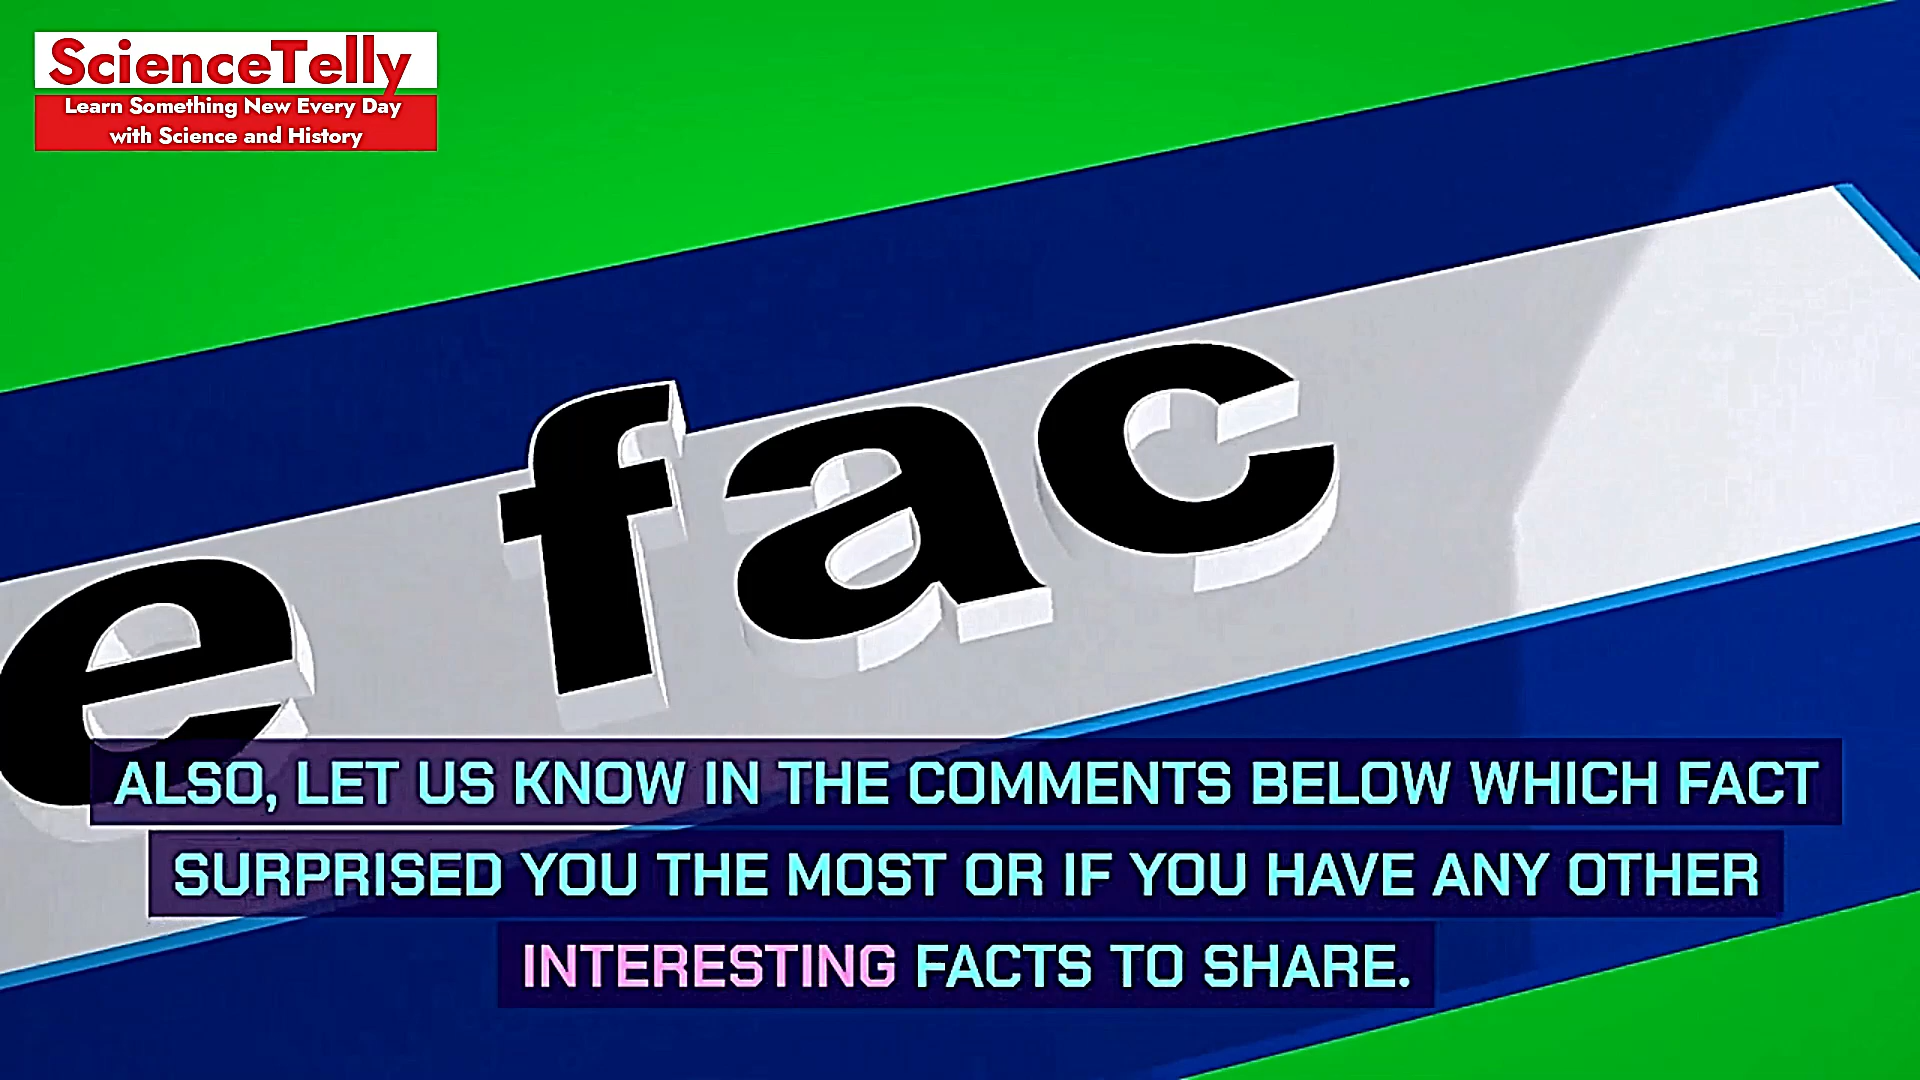 ScienceTelly
Learn Something New Every Day
with Science and History
e fac
ALSO, LET US KNOW IN THE COMMENTS BELOW WHICH FACT
SURPRISED YOU THE MOST OR IF YOU HAVE ANY OTHER
INTERESTING FACTS TO SHARE.